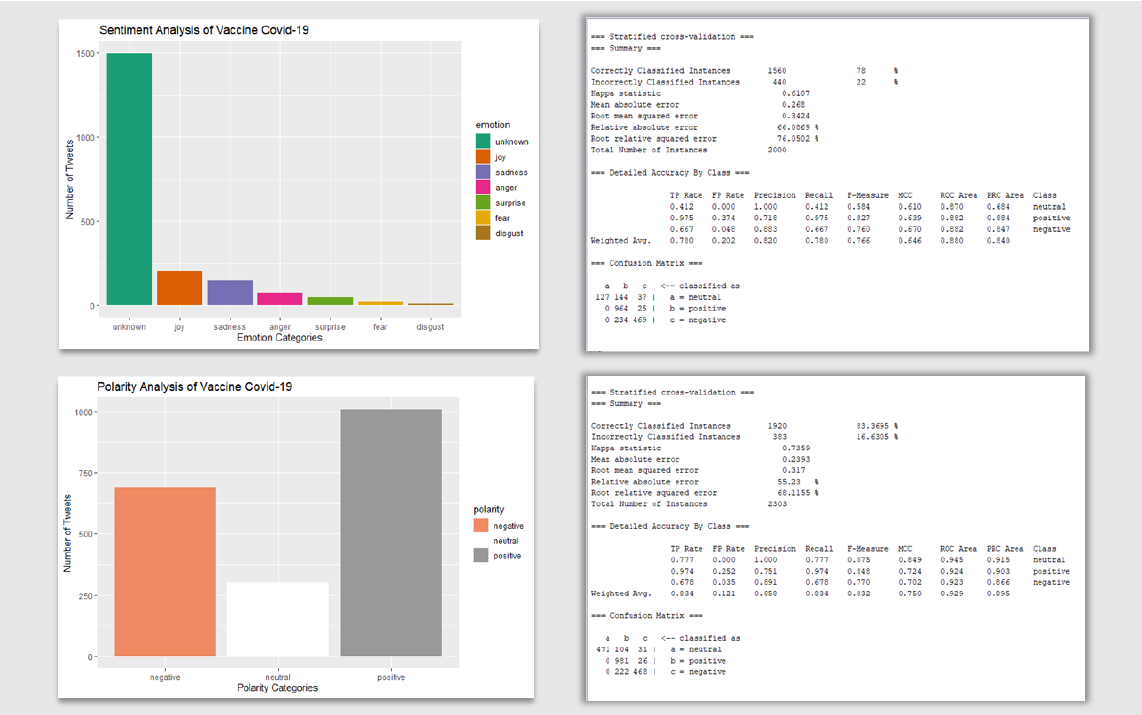 Sentiment Analysis of Vaccine Covid-19
1500
1000
500
0
Number of Tweets
unknown joy sadness anger surprise fear disgust
Emotion Categories
emotion
unknown
joy
sadness
anger
surprise
fear
disgust
=== Stratified cross-validation ===
=== Summary ===
Correctly Classified Instances 1560 78 %
Incorrectly Classified Instances 440 22 %
Kappa statistic 0.6107
Mean absolute error 0.268
Root mean squared error 0.3424
Relative absolute error 66.0869 %
Root relative squared error 76.0502 %
Total Number of Instances 2000
=== Detailed Accuracy By Class ===
TP Rate FP Rate Precision Recall F-Measure MCC ROC Area PRC Area Class
0.412 0.000 1.000 0.412 0.584 0.610 0.870 0.684 neutral
0.975 0.374 0.718 0.975 0.827 0.639 0.882 0.884 positive
0.667 0.048 0.883 0.667 0.760 0.670 0.882 0.847 negative
Weighted Avg. 0.780 0.202 0.820 0.780 0.766 0.646 0.880 0.840
=== Confusion Matrix ===
a b c <-- classified as
127 144 37 | a = neutral
0 964 25 | b = positive
0 234 469 | c = negative
Polarity Analysis of Vaccine Covid-19
1000
750
500
250
0
Number of Tweets
negative neutral positive
Polarity Categories
polarity
negative
neutral
positive
=== Stratified cross-validation ===
=== Summary ===
Correctly Classified Instances 1920 83.3695 %
Incorrectly Classified Instances 383 16.6305 %
Kappa statistic 0.7359
Mean absolute error 0.2393
Root mean squared error 0.317
Relative absolute error 55.23 %
Root relative squared error 68.1155 %
Total Number of Instances 2303
=== Detailed Accuracy By Class ===
TP Rate FP Rate Precision Recall F-Measure MCC ROC Area PRC Area Class
0.777 0.000 1.000 0.777 0.875 0.849 0.945 0.915 neutral
0.974 0.252 0.751 0.974 0.848 0.724 0.924 0.903 positive
0.678 0.035 0.891 0.678 0.770 0.702 0.923 0.866 negative
Weighted Avg. 0.834 0.121 0.858 0.834 0.832 0.750 0.929 0.895
=== Confusion Matrix ===
a b c <-- classified as
471 104 31 | a = neutral
0 981 26 | b = positive
0 222 468 | c = negative